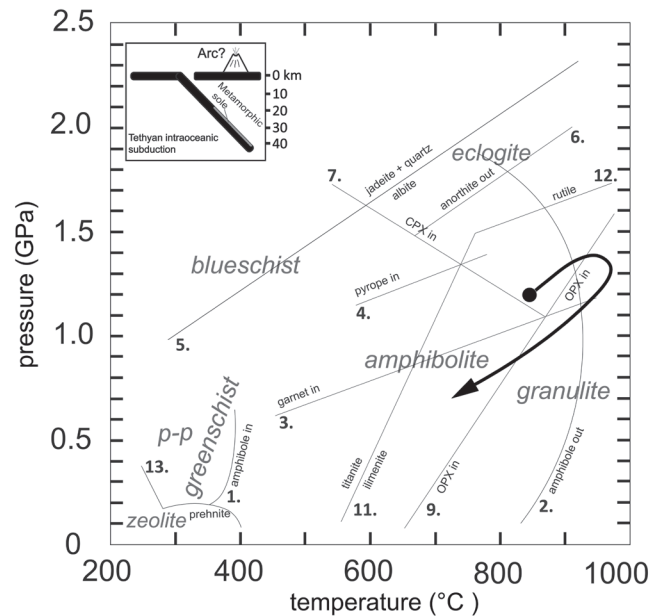 2.5
2.0
1.5
1.0
0.5
0
pressure (GPa)
200
400
600
800
1000
temperature (°C )
Arc?
0 km
10
20
30
40
Metamorphic
sole
Tethyan intraoceanic
subduction
eclogite
6.
7.
jadeite + quartz
albite
anorthite out
12.
rutile
CPX in
blueschist
pyrope in
4.
OPX in
5.
amphibolite
granulite
garnet in
3.
greenschist
p-p
amphibole in
13.
1.
zeolite
prehnite
titanite
ilimenite
11.
OPX in
9.
amphibole out
2.